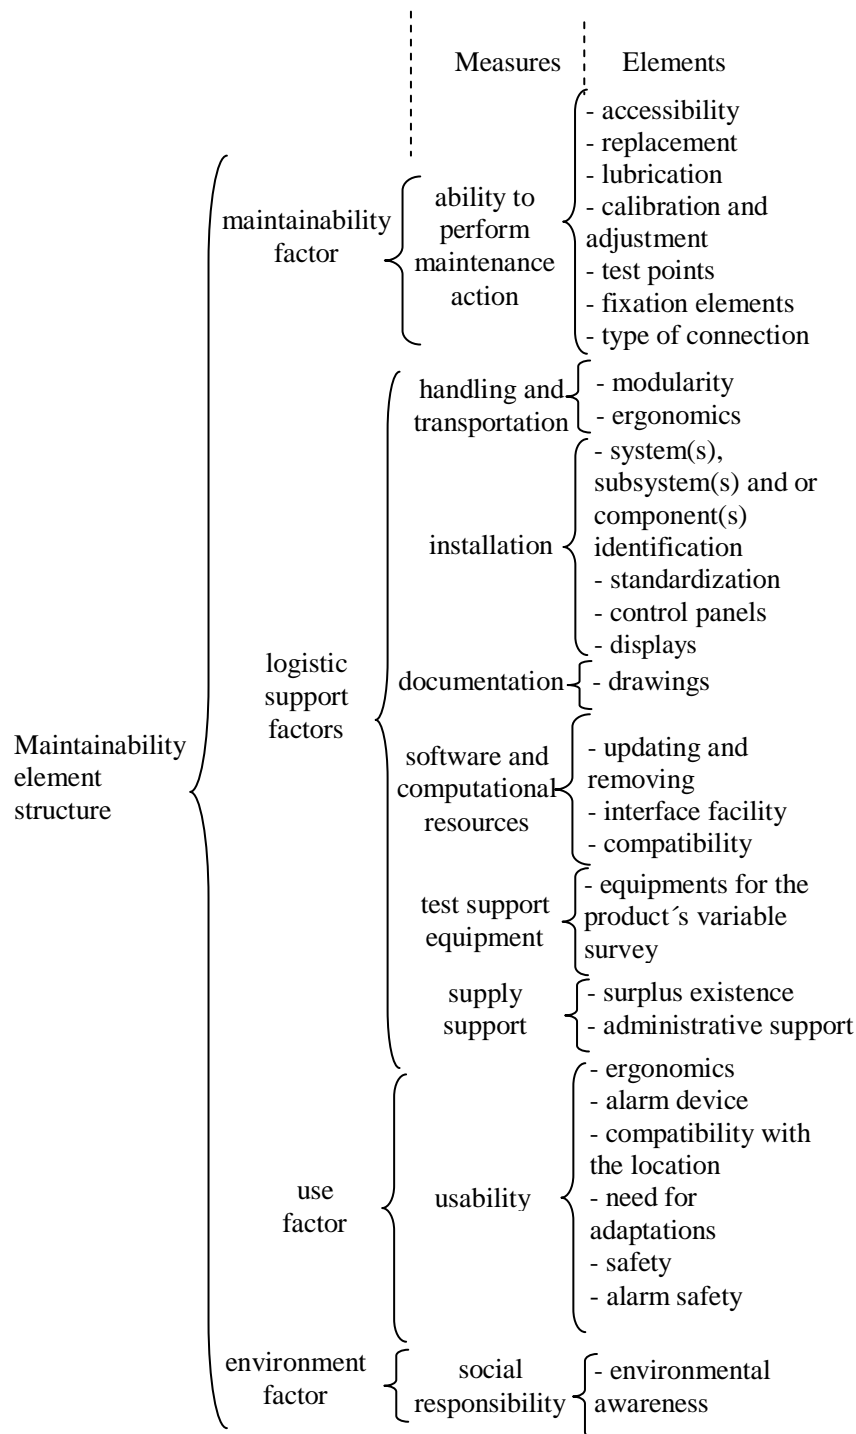 Measures Elements
- accessibility
- replacement
- lubrication
- calibration and
adjustment
- test points
- fixation elements
- type of connection
maintainability
factor
ability to
perform
maintenance
action
handling and
transportation
- modularity
- ergonomics
installation
- system(s),
subsystem(s) and or
component(s)
identification
- standardization
- control panels
- displays
logistic
support
factors
documentation
- drawings
Maintainability
element
structure
software and
computational
resources
- updating and
removing
- interface facility
- compatibility
test support
equipment
- equipments for the
product´s variable
survey
supply
support
- surplus existence
- administrative support
use
factor
usability
- ergonomics
- alarm device
- compatibility with
the location
- need for
adaptations
- safety
- alarm safety
environment
factor
social
responsibility
- environmental
awareness